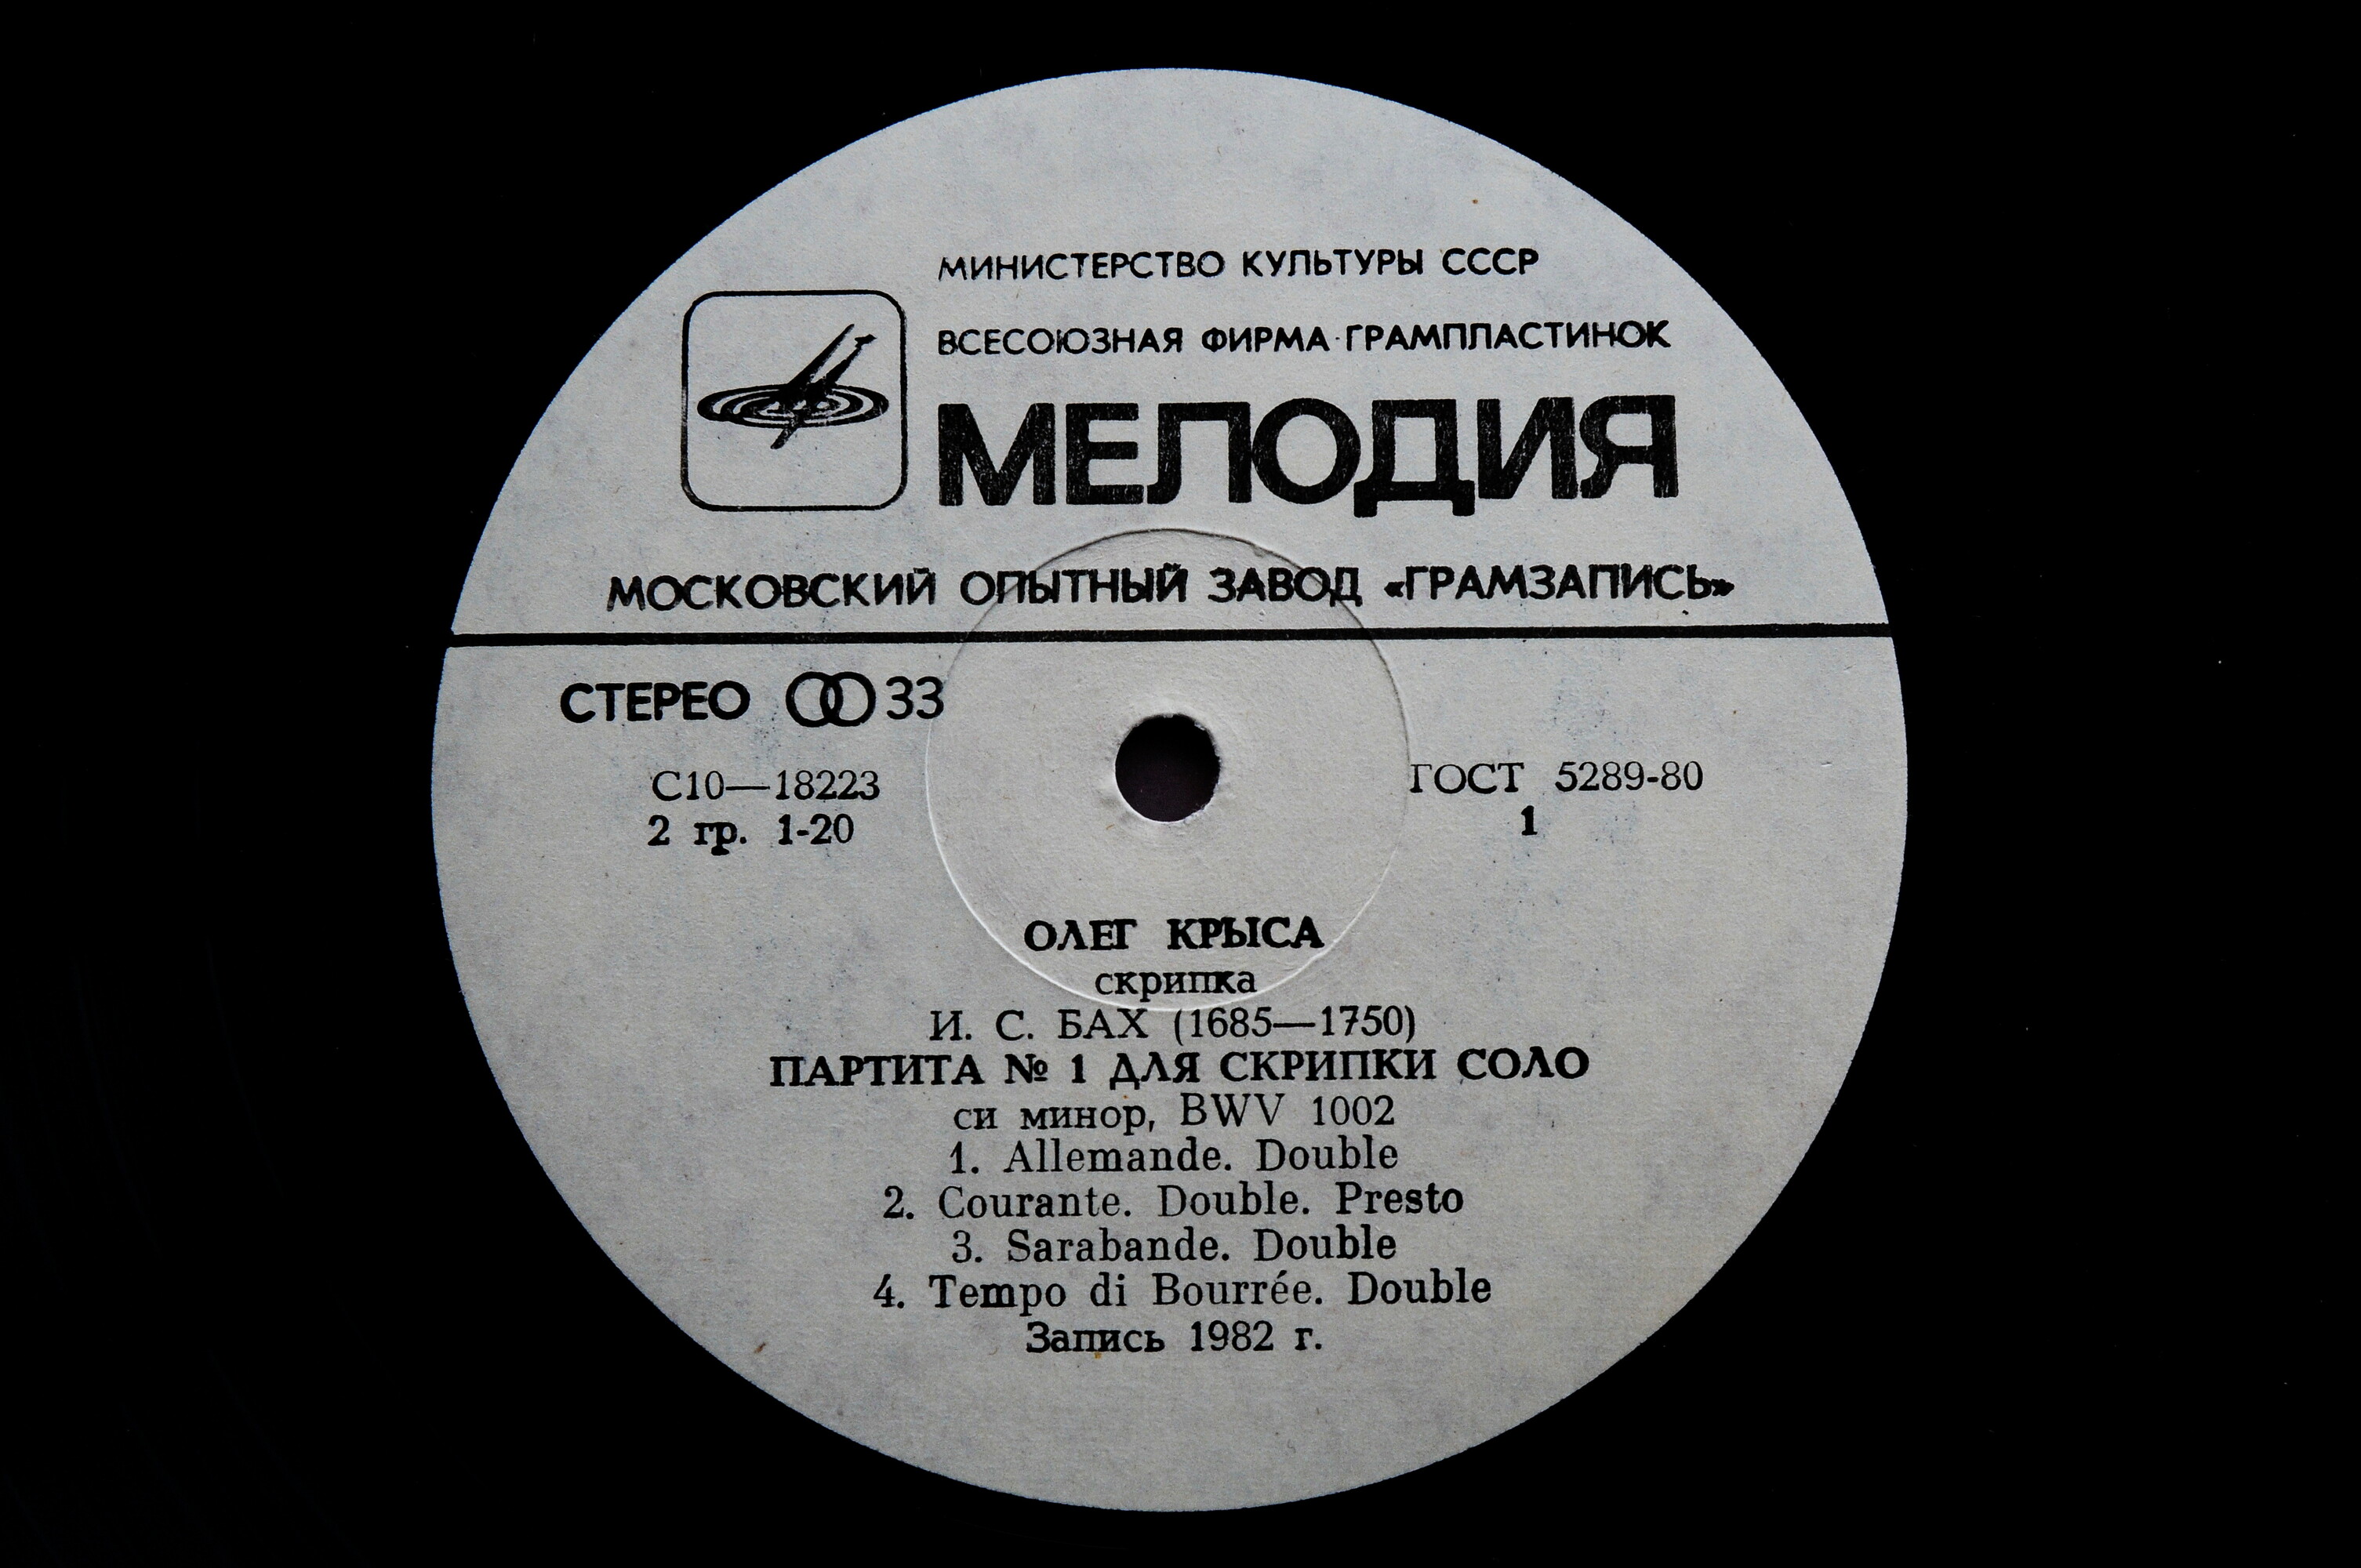 МИНИСТЕРСТВО КУЛЬТУРЫ СССР
ВСЕСОЮЗНАЯ ФИРМА ГРАМПЛАСТИНОК
МЕЛОДИЯ
МОСКОВСКИЙ ОПЫТНЫЙ ЗАВОД «ГРАМЗАПИСЬ»
СТЕРЕО 33
С10—18223
ГОСТ 5289-80
2 гр. 1-20
1
ОЛЕГ КРЫСА
скрипка
И. С. БАХ (1685—1750)
ПАРТИТА № 1 ДЛЯ СКРИПКИ СОЛО
си минор, BWV 1002
1. Allemande. Double
2. Courante. Double. Presto
3. Sarabande. Double
4. Tempo di Bourrée. Double
Запись 1982 г.